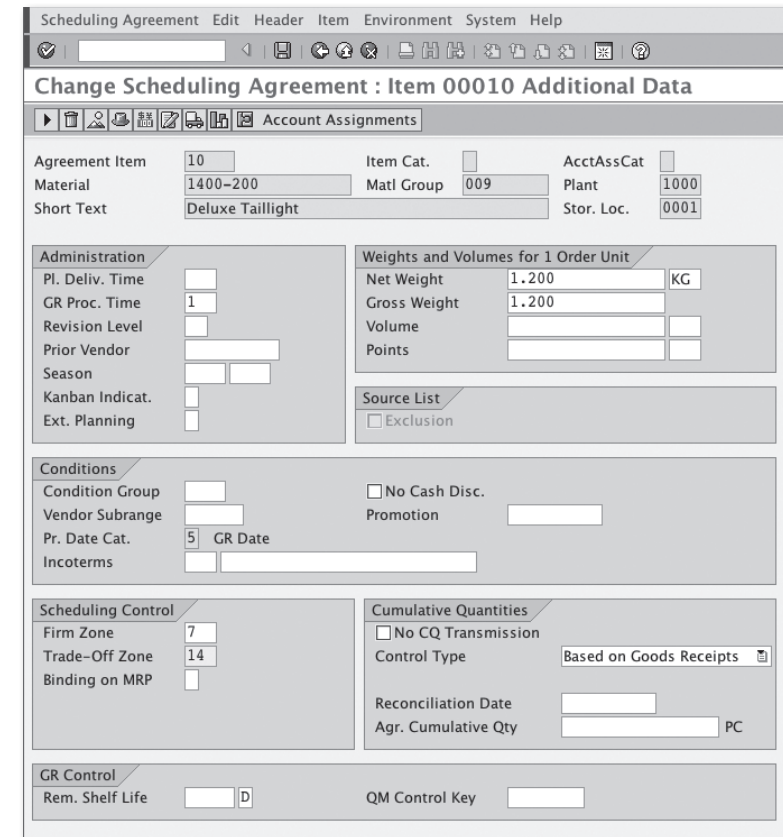 Scheduling Agreement Edit Header Item Environment System Help
Change Scheduling Agreement : Item 00010 Additional Data
Account Assignments
Agreement Item 10 Item Cat. AcctAssCat
Material 1400-200 Matl Group 009 Plant 1000
Short Text Deluxe Taillight Stor. Loc. 0001
Administration
Pl. Deliv. Time
GR Proc. Time 1
Revision Level
Prior Vendor
Season
Kanban Indicat.
Ext. Planning
Weights and Volumes for 1 Order Unit
Net Weight 1.200 KG
Gross Weight 1.200
Volume
Points
Source List
Exclusion
Conditions
Condition Group No Cash Disc.
Vendor Subrange Promotion
Pr. Date Cat. 5 GR Date
Incoterms
Scheduling Control
Firm Zone 7
Trade-Off Zone 14
Binding on MRP
Cumulative Quantities
No CQ Transmission
Control Type Based on Goods Receipts
Reconciliation Date
Agr. Cumulative Qty PC
GR Control
Rem. Shelf Life D QM Control Key